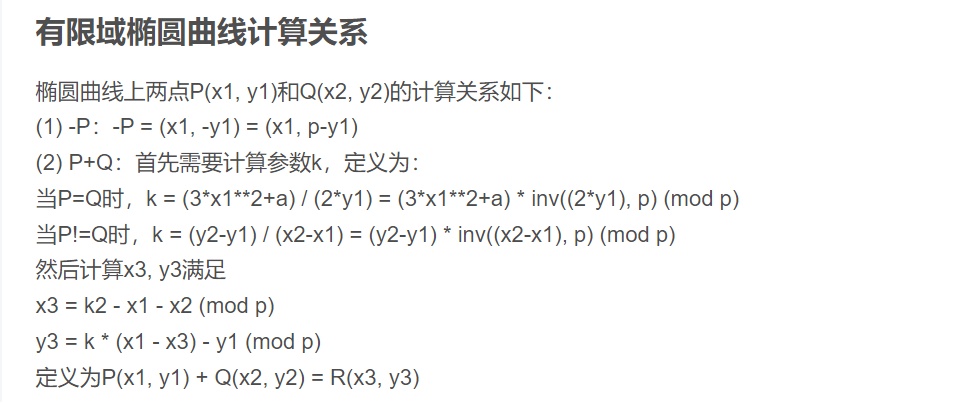 有限域椭圆曲线计算关系
椭圆曲线上两点P(x1, y1)和Q(x2, y2)的计算关系如下：
(1) -P：-P = (x1, -y1) = (x1, p-y1)
(2) P+Q：首先需要计算参数k，定义为：
当P=Q时，k = (3*x1**2+a) / (2*y1) = (3*x1**2+a) * inv((2*y1), p) (mod p)
当P!=Q时，k = (y2-y1) / (x2-x1) = (y2-y1) * inv((x2-x1), p) (mod p)
然后计算x3, y3满足
x3 = k2 - x1 - x2 (mod p)
y3 = k * (x1 - x3) - y1 (mod p)
定义为P(x1, y1) + Q(x2, y2) = R(x3, y3)